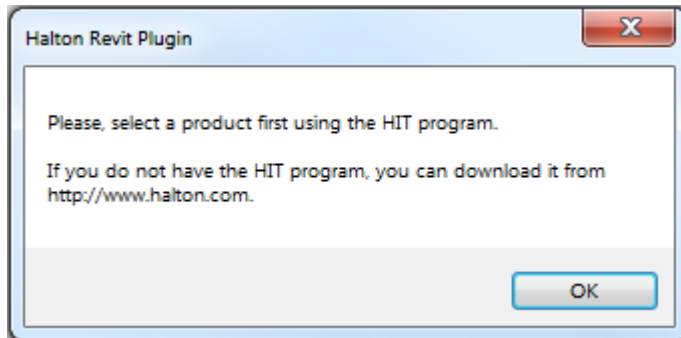 Halton Revit Plugin
Please, select a product first using the HIT program.
If you do not have the HIT program, you can download it from
http://www.halton.com.
OK